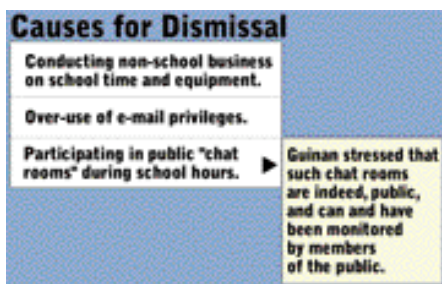 Causes for Dismissal
Conducting non-school business
on school time and equipment.
Over-use of e-mail privileges.
Participating in public "chat
rooms" during school hours.
Guinan stressed that
such chat rooms
are indeed, public,
and can and have
been monitored
by members
of the public.